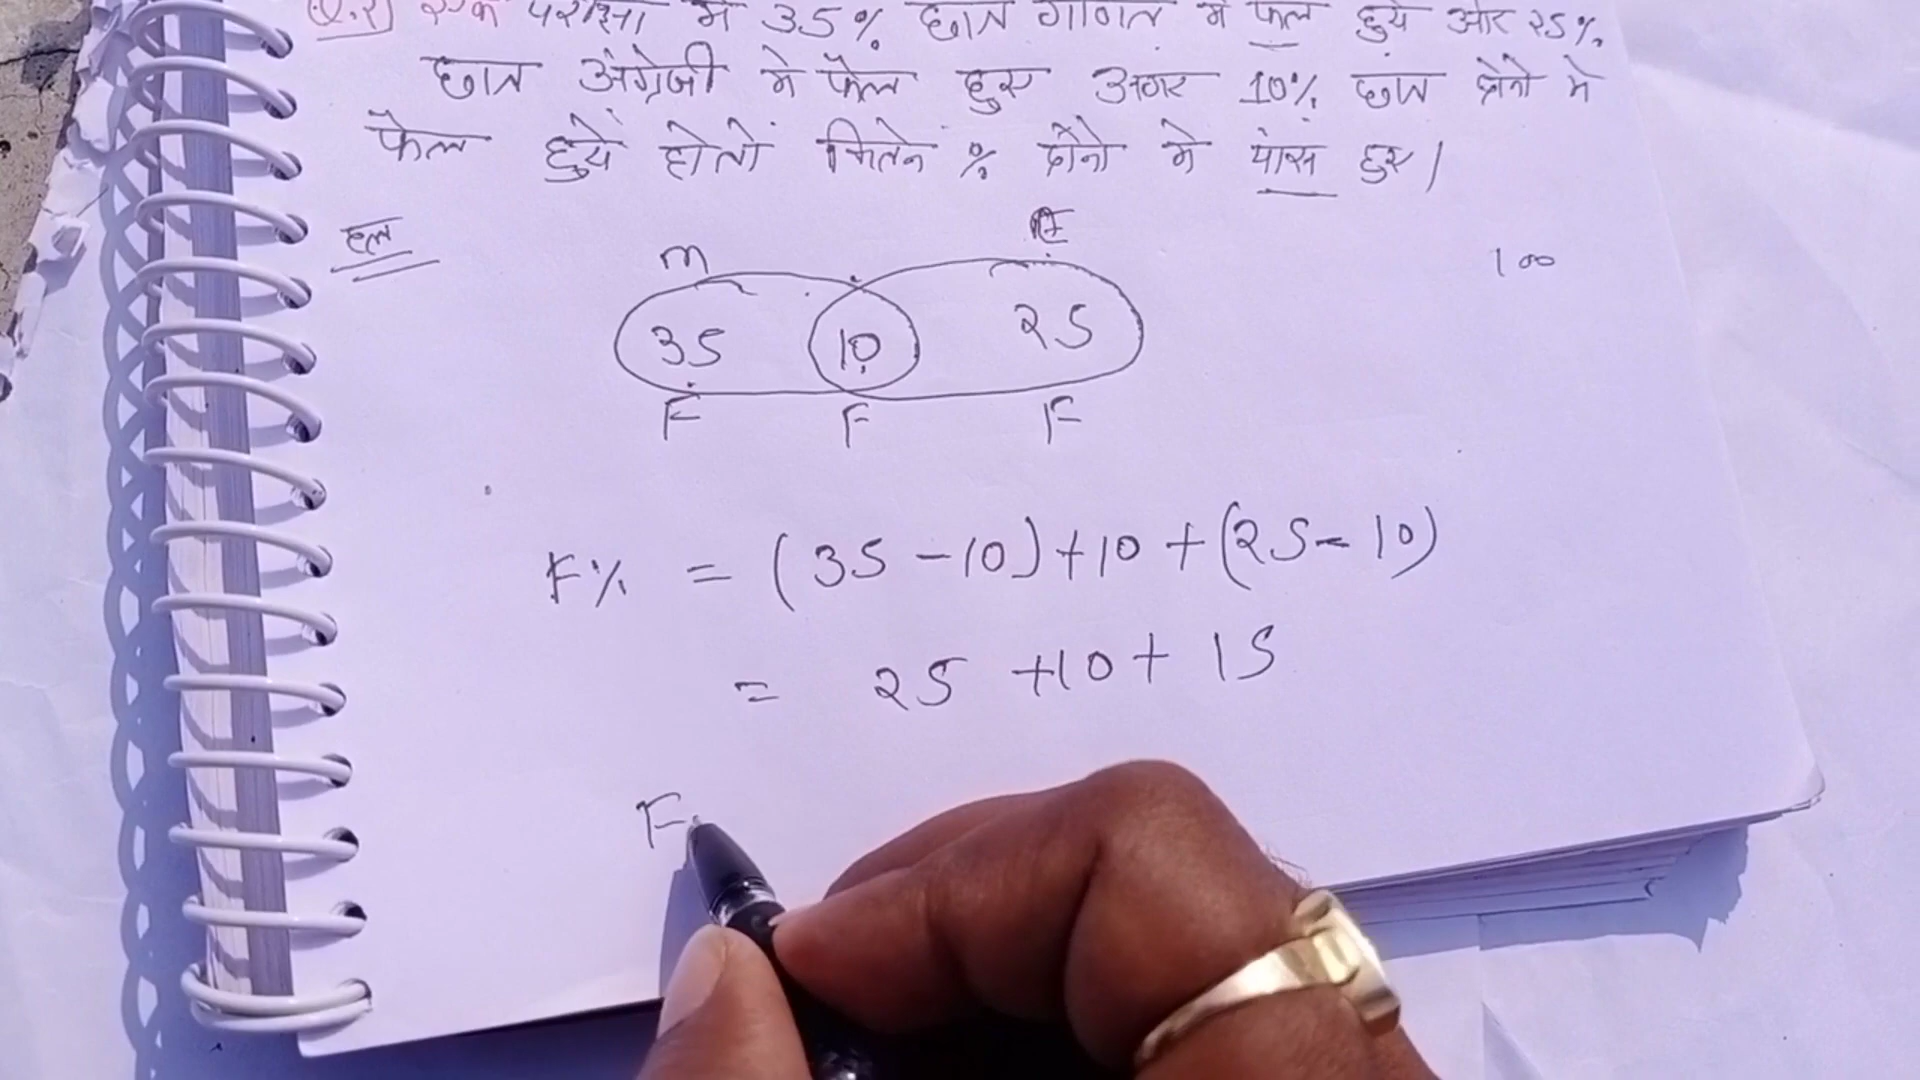 Q.2) एक परीक्षा में 35% छात्र गणित में फेल हुये और 25%
छात्र अंग्रेजी में फैल हुए अगर 10% छात्र दोनो मे
फैल हुये हो तो कितने % दोनो मे पास हुए।
हल
m E
100
35 10 25
F F F
F% = (35-10)+10+(25-10)
= 25 +10+ 15
F